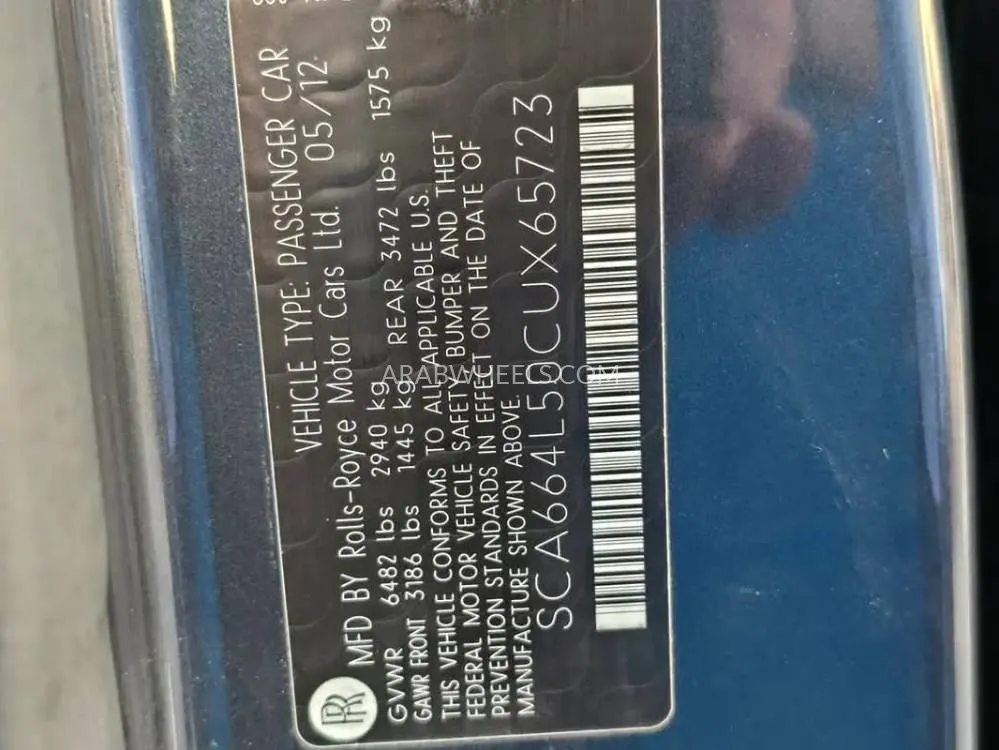 VEHICLE TYPE: PASSENGER CAR
MFD BY Rolls-Royce Motor Cars Ltd. 05/12
GVWR 6482 lbs 2940 kg
GAWR FRONT 3186 lbs 1445 kg REAR 3472 lbs 1575 kg
THIS VEHICLE CONFORMS TO ALL APPLICABLE U.S.
FEDERAL MOTOR VEHICLE SAFETY BUMPER AND THEFT
PREVENTION STANDARDS IN EFFECT ON THE DATE OF
MANUFACTURE SHOWN ABOVE.
SCA664L50CUX65723
RR
ARABWHEELS.COM